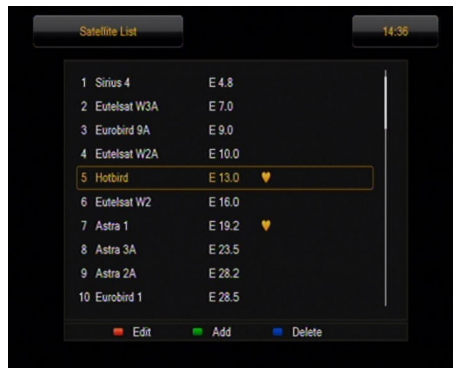 Satellite List 14:36
1 Sirius 4 E 4.8
2 Eutelsat W3A E 7.0
3 Eurobird 9A E 9.0
4 Eutelsat W2A E 10.0
5 Hotbird E 13.0
6 Eutelsat W2 E 16.0
7 Astra 1 E 19.2
8 Astra 3A E 23.5
9 Astra 2A E 28.2
10 Eurobird 1 E 28.5
Edit Add Delete